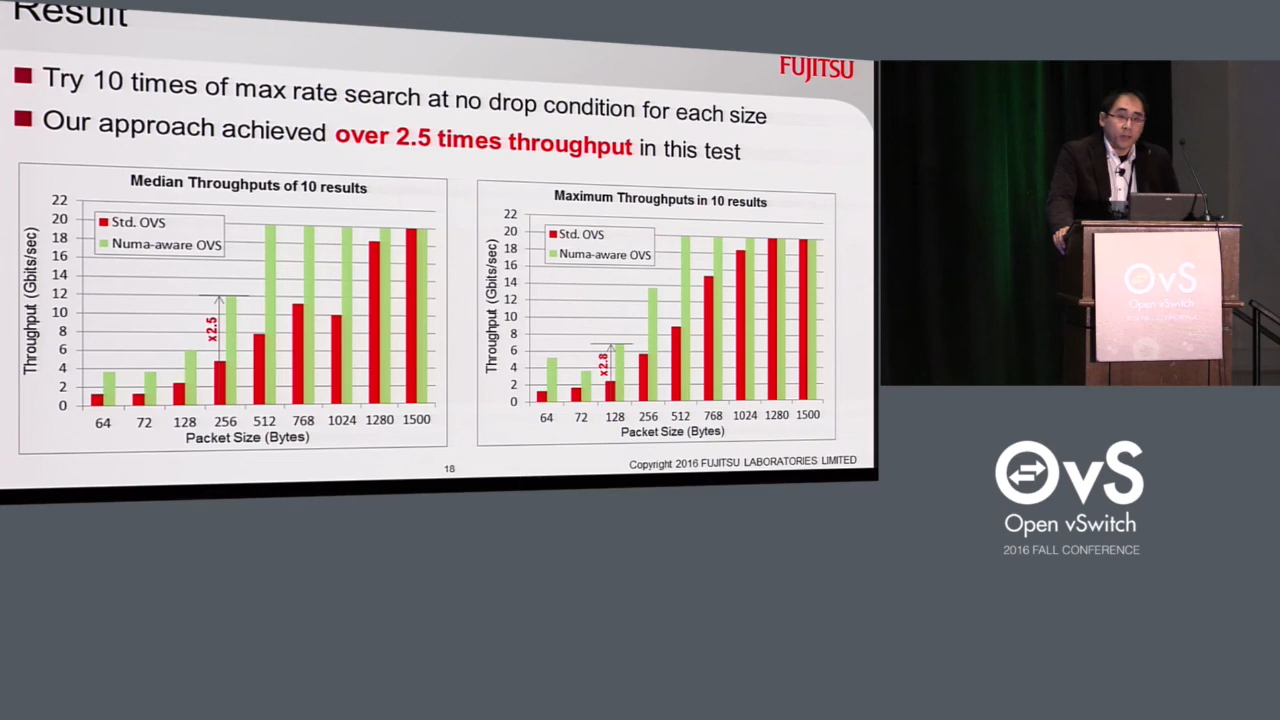 Result
FUJITSU
Try 10 times of max rate search at no drop condition for each size
Our approach achieved over 2.5 times throughput in this test
Median Throughputs of 10 results
Throughput (Gbits/sec)
22
20
18
16
14
12
10
8
6
4
2
0
Std. OVS
Numa-aware OVS
x2.5
64 72 128 256 512 768 1024 1280 1500
Packet Size (Bytes)
Maximum Throughputs in 10 results
Throughput (Gbits/sec)
22
20
18
16
14
12
10
8
6
4
2
0
Std. OVS
Numa-aware OVS
x2.8
64 72 128 256 512 768 1024 1280 1500
Packet Size (Bytes)
18
Copyright 2016 FUJITSU LABORATORIES LIMITED
OvS
Open vSwitch
2016 FALL CONFERENCE
OvS
Open vSwitch
2016 FALL CONFERENCE